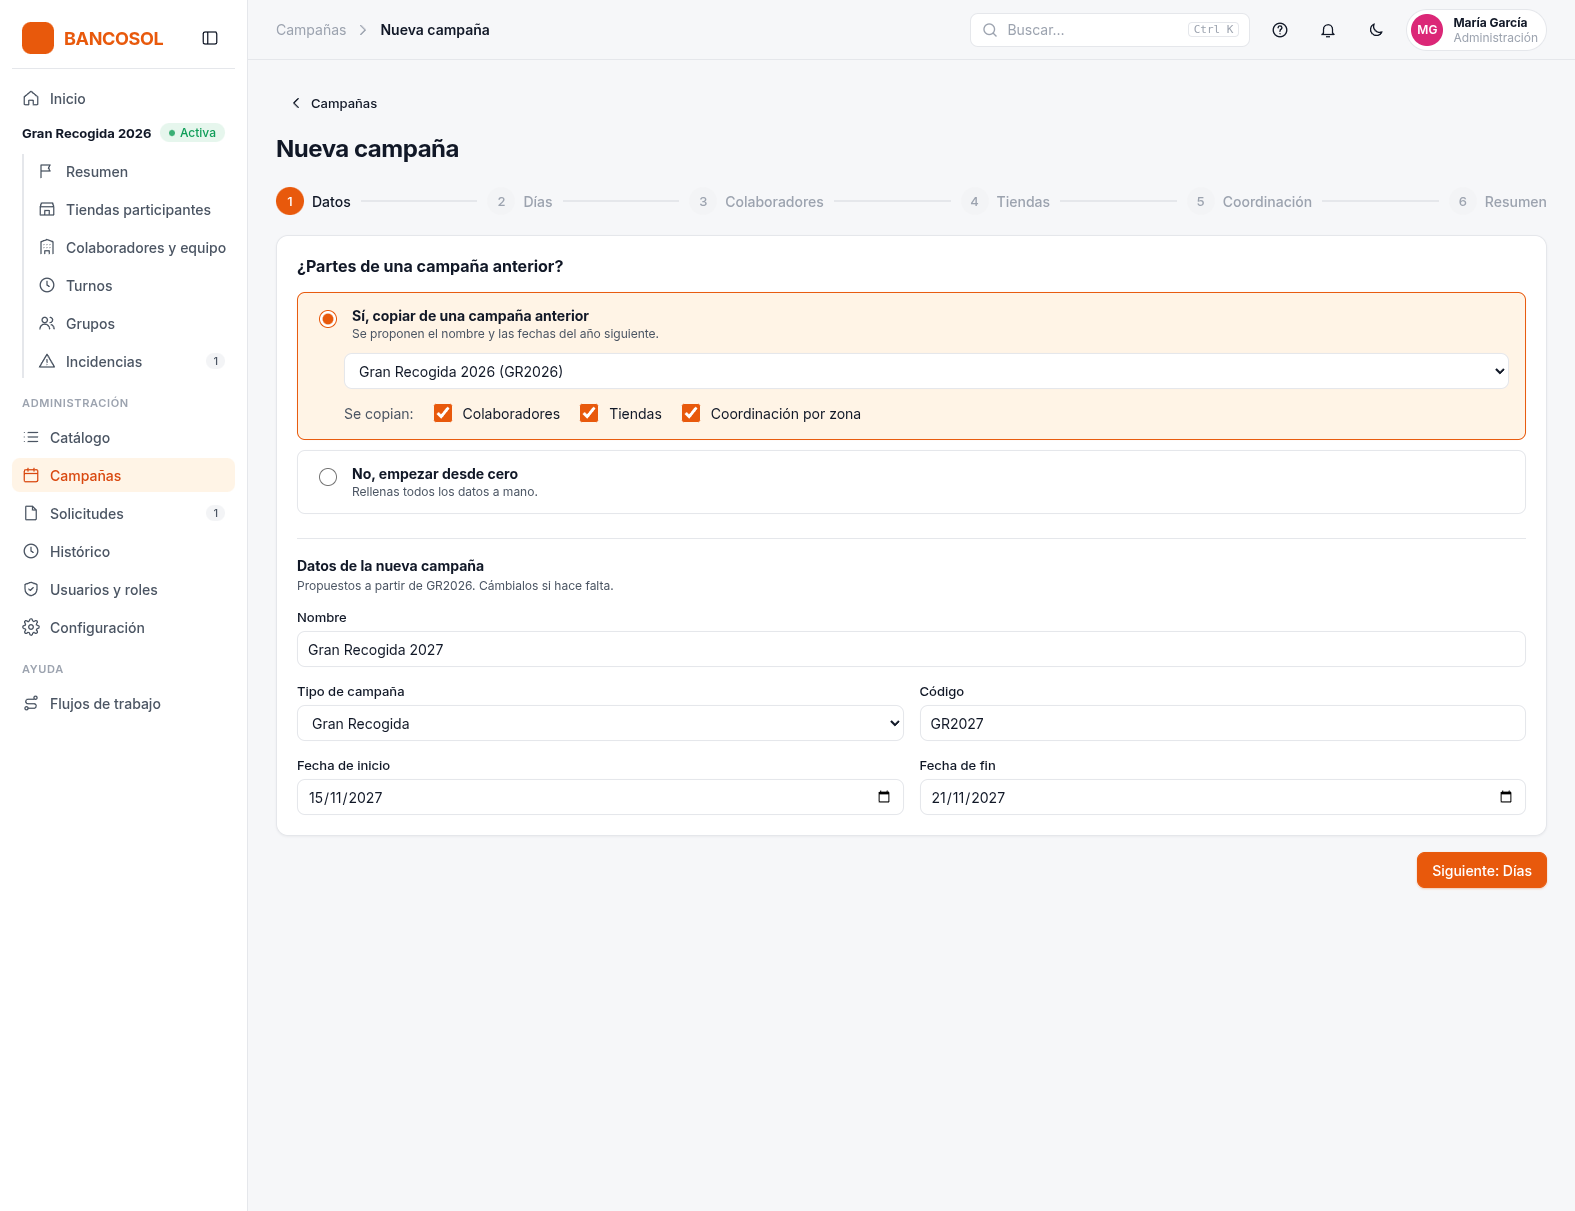 BANCOSOL
Campañas
Nueva campaña
Buscar...
Ctrl K
MG
María García
Administración
Inicio
Gran Recogida 2026
Activa
Resumen
Tiendas participantes
Colaboradores y equipo
Turnos
Grupos
Incidencias
1
ADMINISTRACIÓN
Catálogo
Campañas
Solicitudes
1
Histórico
Usuarios y roles
Configuración
AYUDA
Flujos de trabajo
Campañas
Nueva campaña
1 Datos
2 Días
3 Colaboradores
4 Tiendas
5 Coordinación
6 Resumen
¿Partes de una campaña anterior?
Sí, copiar de una campaña anterior
Se proponen el nombre y las fechas del año siguiente.
Gran Recogida 2026 (GR2026)
Se copian: Colaboradores Tiendas Coordinación por zona
No, empezar desde cero
Rellenas todos los datos a mano.
Datos de la nueva campaña
Propuestos a partir de GR2026. Cámbialos si hace falta.
Nombre
Gran Recogida 2027
Tipo de campaña
Gran Recogida
Código
GR2027
Fecha de inicio
15/11/2027
Fecha de fin
21/11/2027
Siguiente: Días